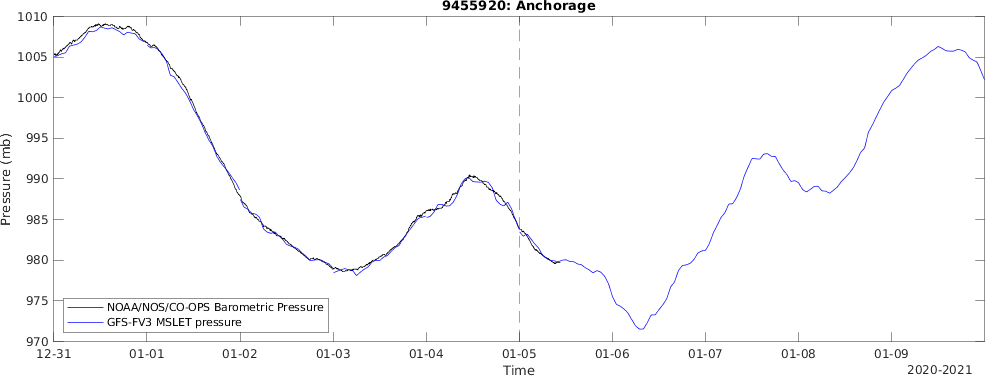 9455920: Anchorage
1010
1005
1000
995
990
985
980
975
970
Pressure (mb)
NOAA/NOS/CO-OPS Barometric Pressure
GFS-FV3 MSLET pressure
12-31 01-01 01-02 01-03 01-04 01-05 01-06 01-07 01-08 01-09
Time
2020-2021